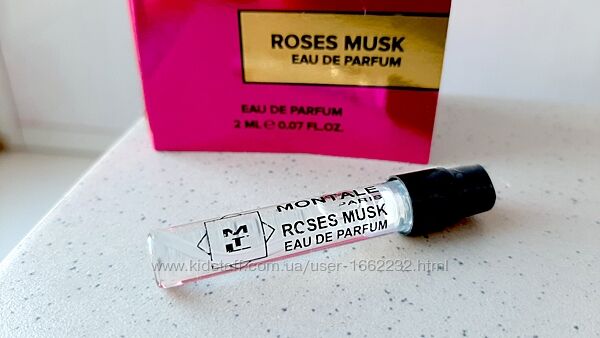 ROSES MUSK
EAU DE PARFUM
EAU DE PARFUM
2 ML e 0.07 FL.OZ.
MONTALE
PARIS
ROSES MUSK
EAU DE PARFUM
www.kidstaff.com.ua/user-1662232.html